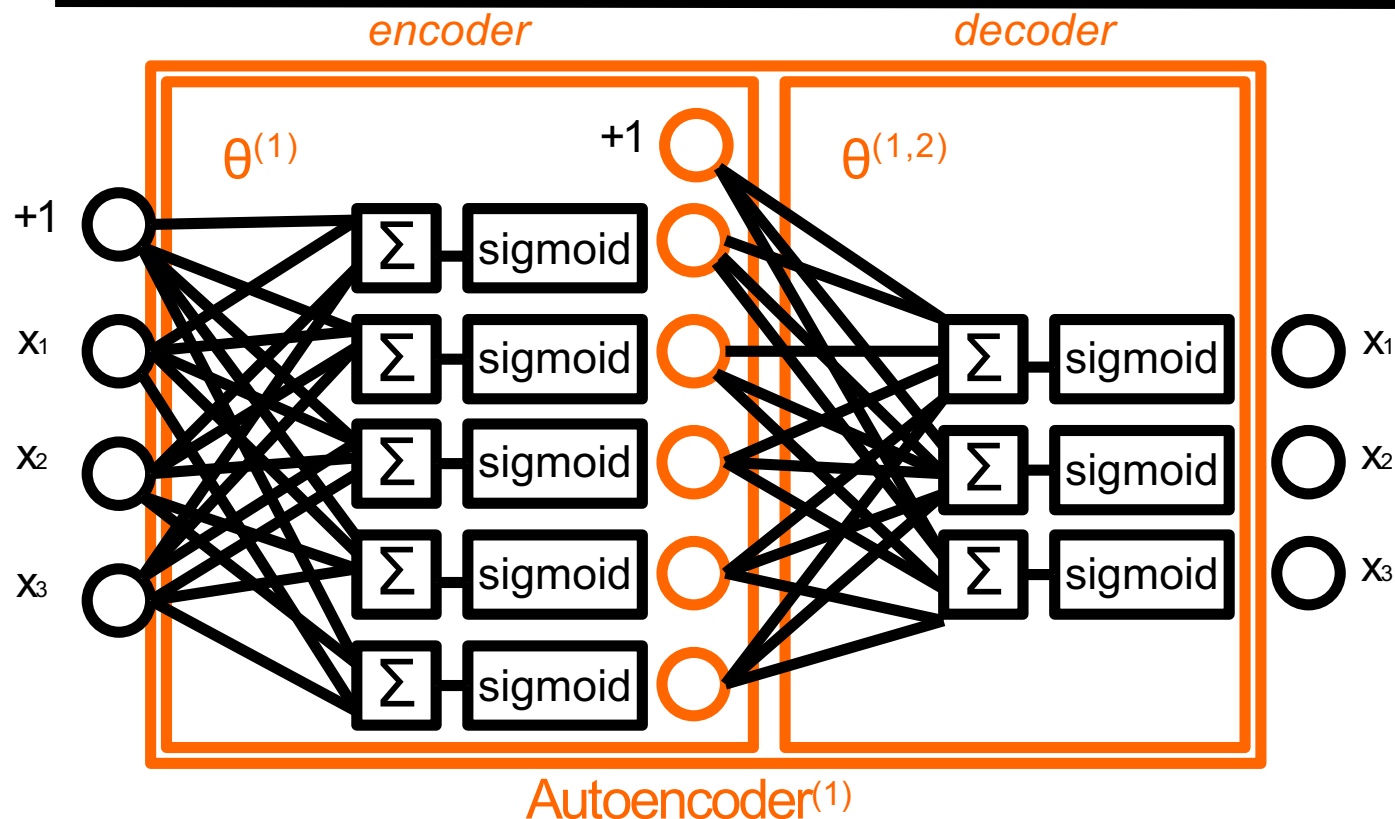 encoder decoder
θ(1) +1 θ(1,2)
+1
Σ sigmoid
x1 Σ sigmoid Σ sigmoid x1
x2 Σ sigmoid Σ sigmoid x2
x3 Σ sigmoid Σ sigmoid x3
Σ sigmoid
Autoencoder(1)